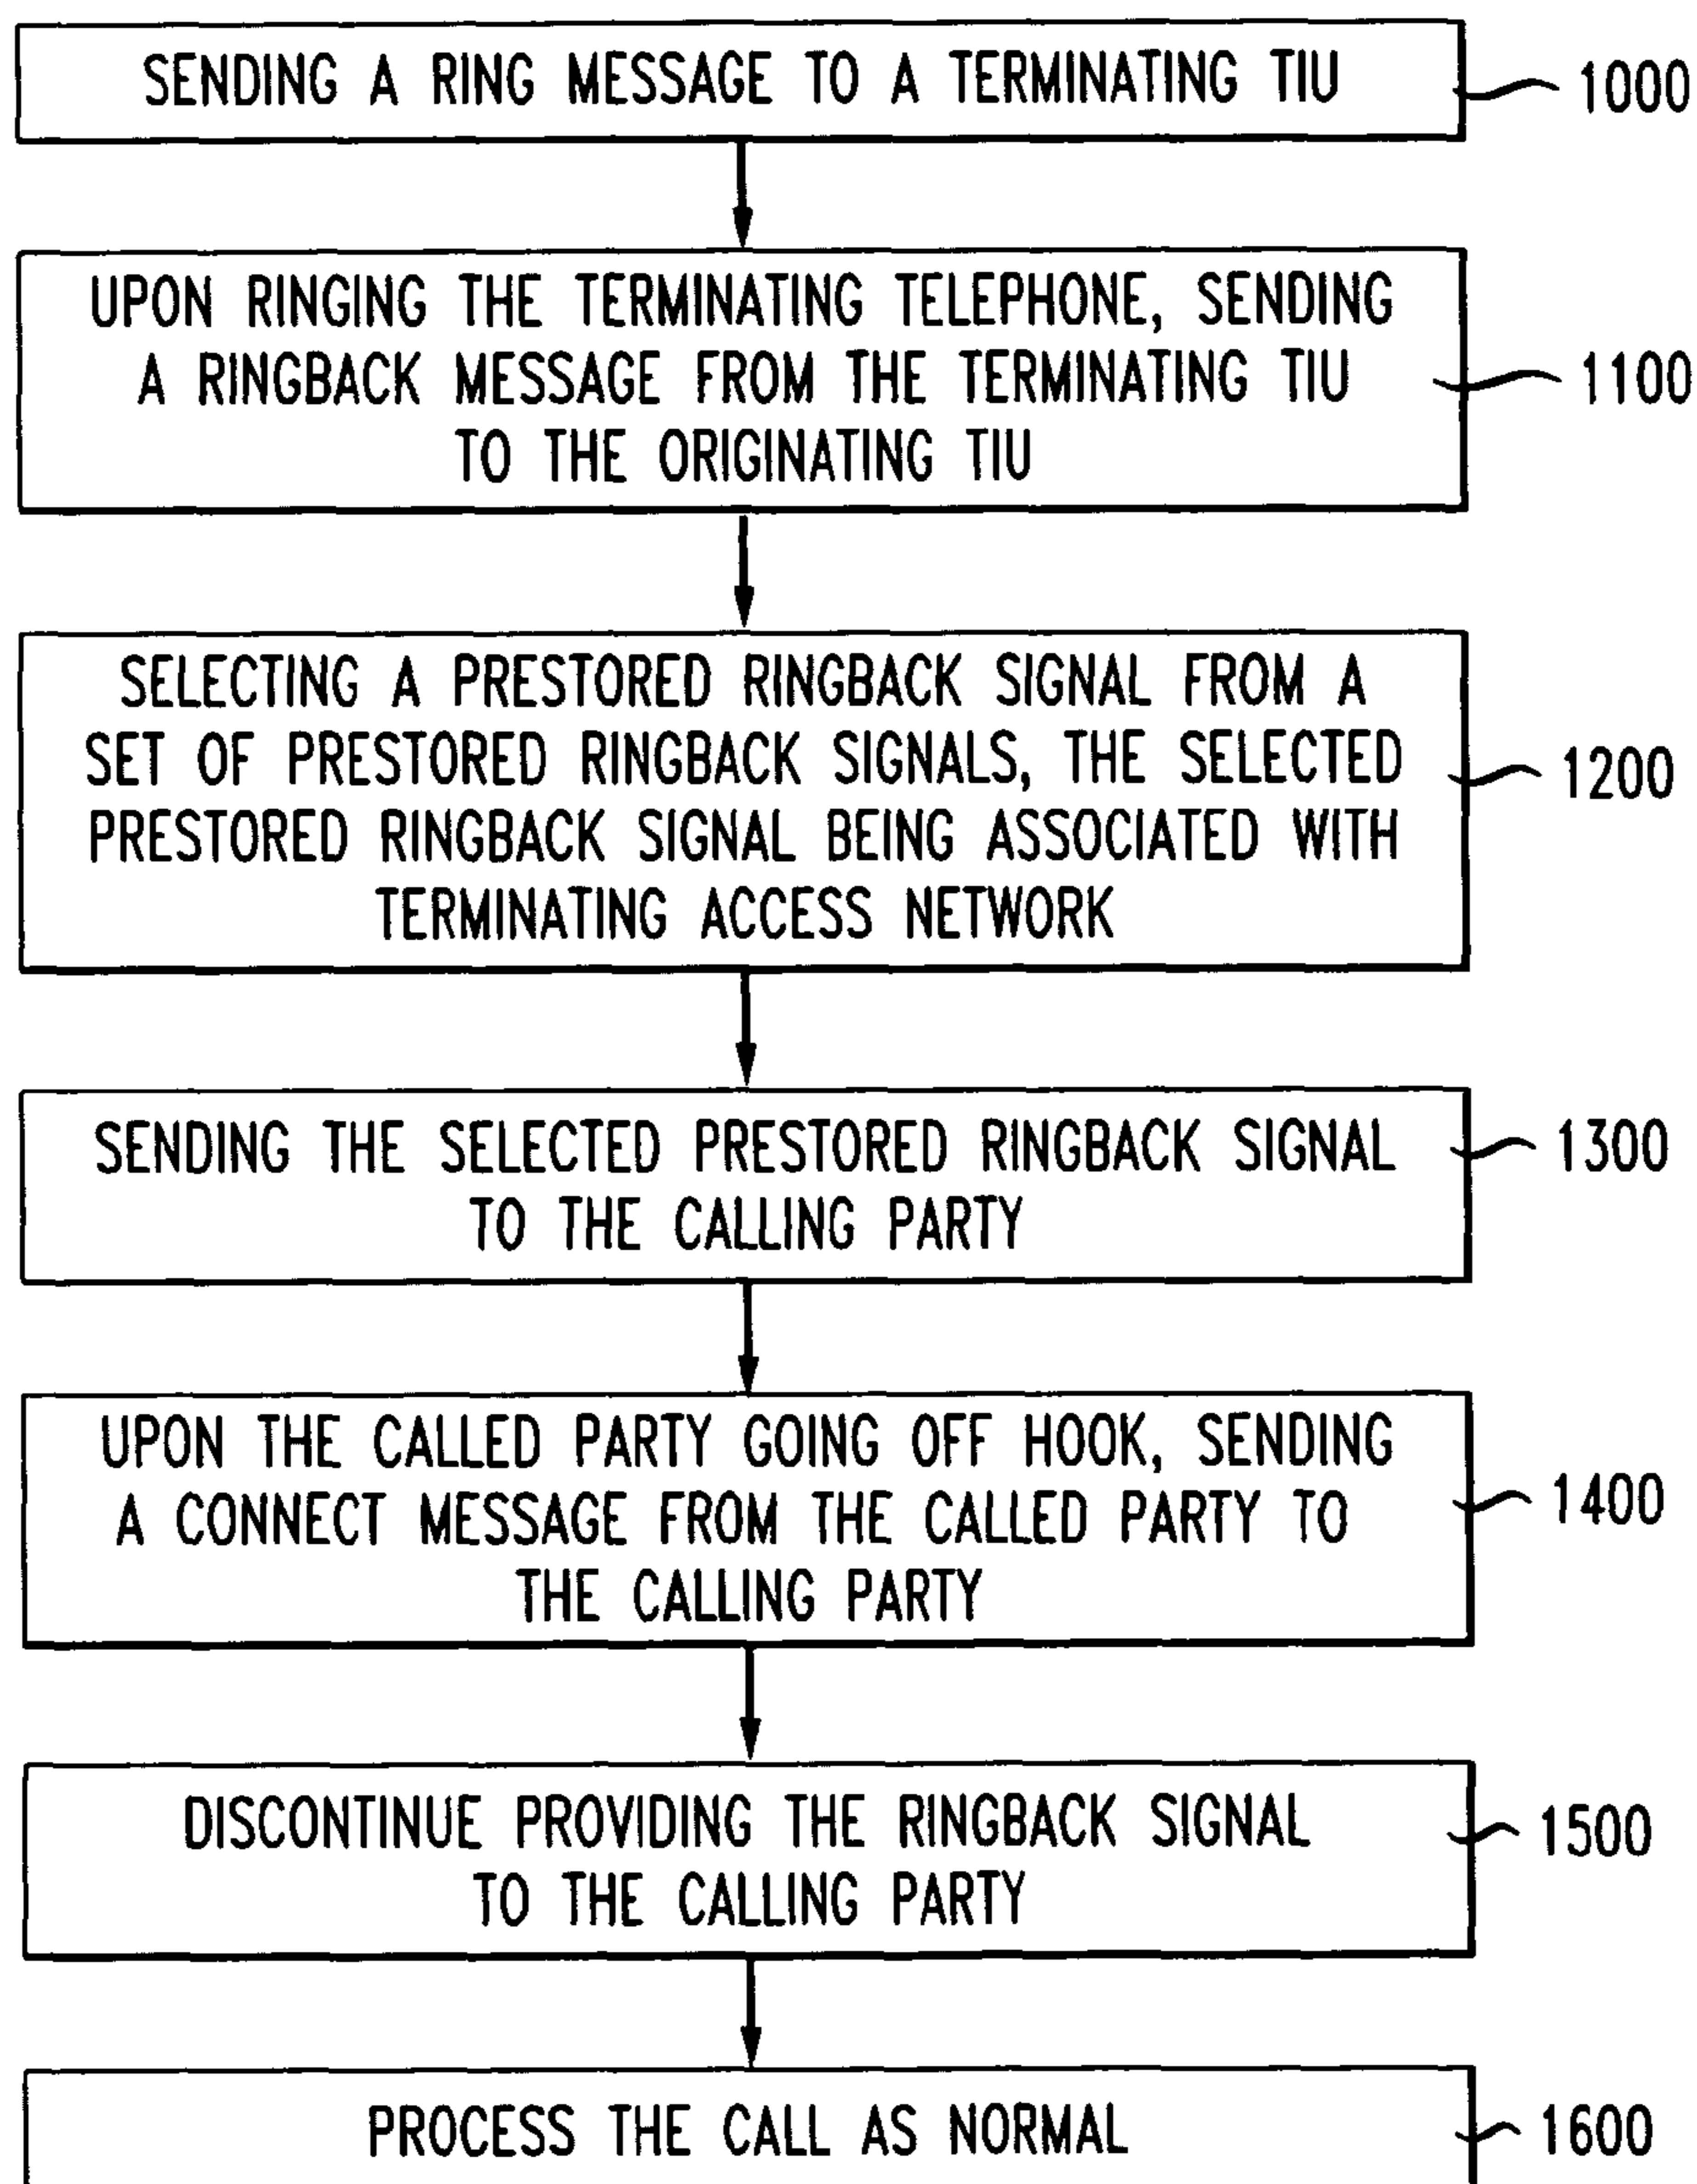 SENDING A RING MESSAGE TO A TERMINATING TIU
1000
UPON RINGING THE TERMINATING TELEPHONE, SENDING
A RINGBACK MESSAGE FROM THE TERMINATING TIU
TO THE ORIGINATING TIU
1100
SELECTING A PRESTORED RINGBACK SIGNAL FROM A
SET OF PRESTORED RINGBACK SIGNALS, THE SELECTED
PRESTORED RINGBACK SIGNAL BEING ASSOCIATED WITH
TERMINATING ACCESS NETWORK
1200
SENDING THE SELECTED PRESTORED RINGBACK SIGNAL
TO THE CALLING PARTY
1300
UPON THE CALLED PARTY GOING OFF HOOK, SENDING
A CONNECT MESSAGE FROM THE CALLED PARTY TO
THE CALLING PARTY
1400
DISCONTINUE PROVIDING THE RINGBACK SIGNAL
TO THE CALLING PARTY
1500
PROCESS THE CALL AS NORMAL
1600